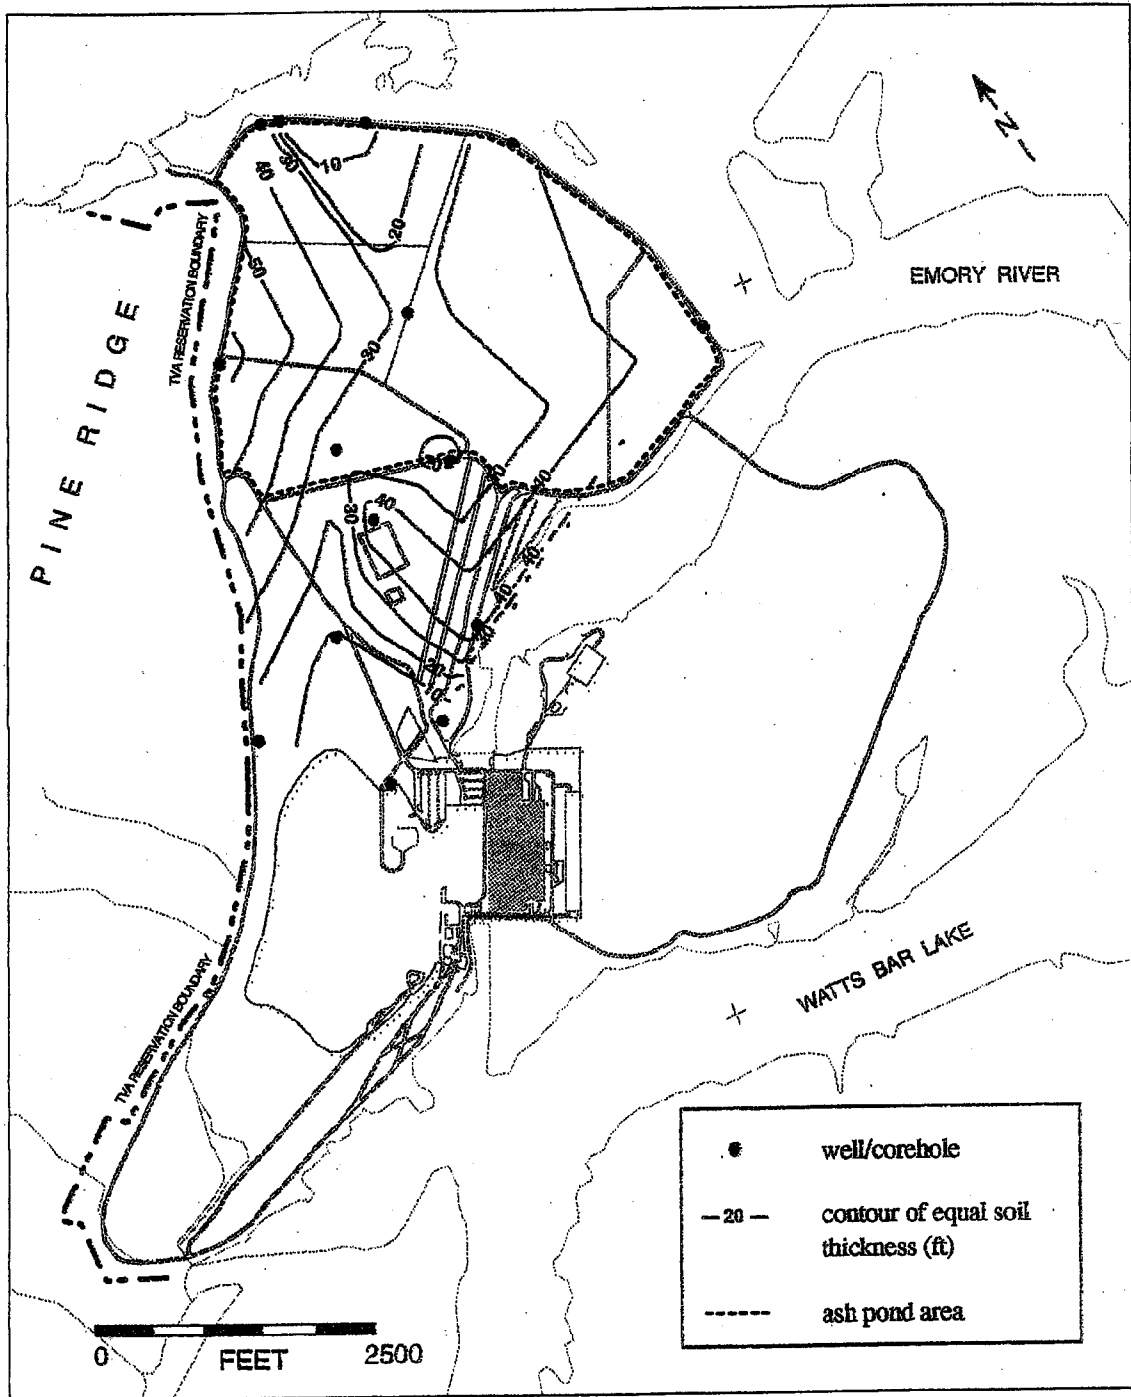 N
10
30
40
20
50
TVA RESERVATION BOUNDARY
EMORY RIVER
PINE RIDGE
30
40
30
40
40
40
20
10
WATTS BAR LAKE
TVA RESERVATION BOUNDARY
well/corehole
—20— contour of equal soil
thickness (ft)
ash pond area
0 FEET 2500